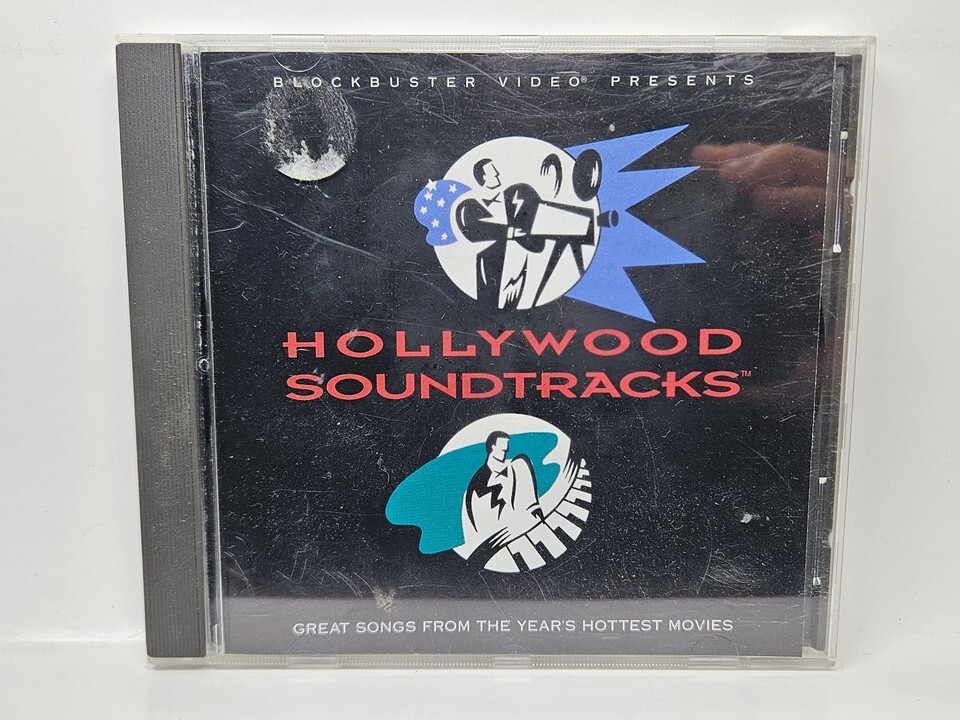 BLOCKBUSTER VIDEO® PRESENTS
HOLLYWOOD
SOUNDTRACKS™
GREAT SONGS FROM THE YEAR'S HOTTEST MOVIES